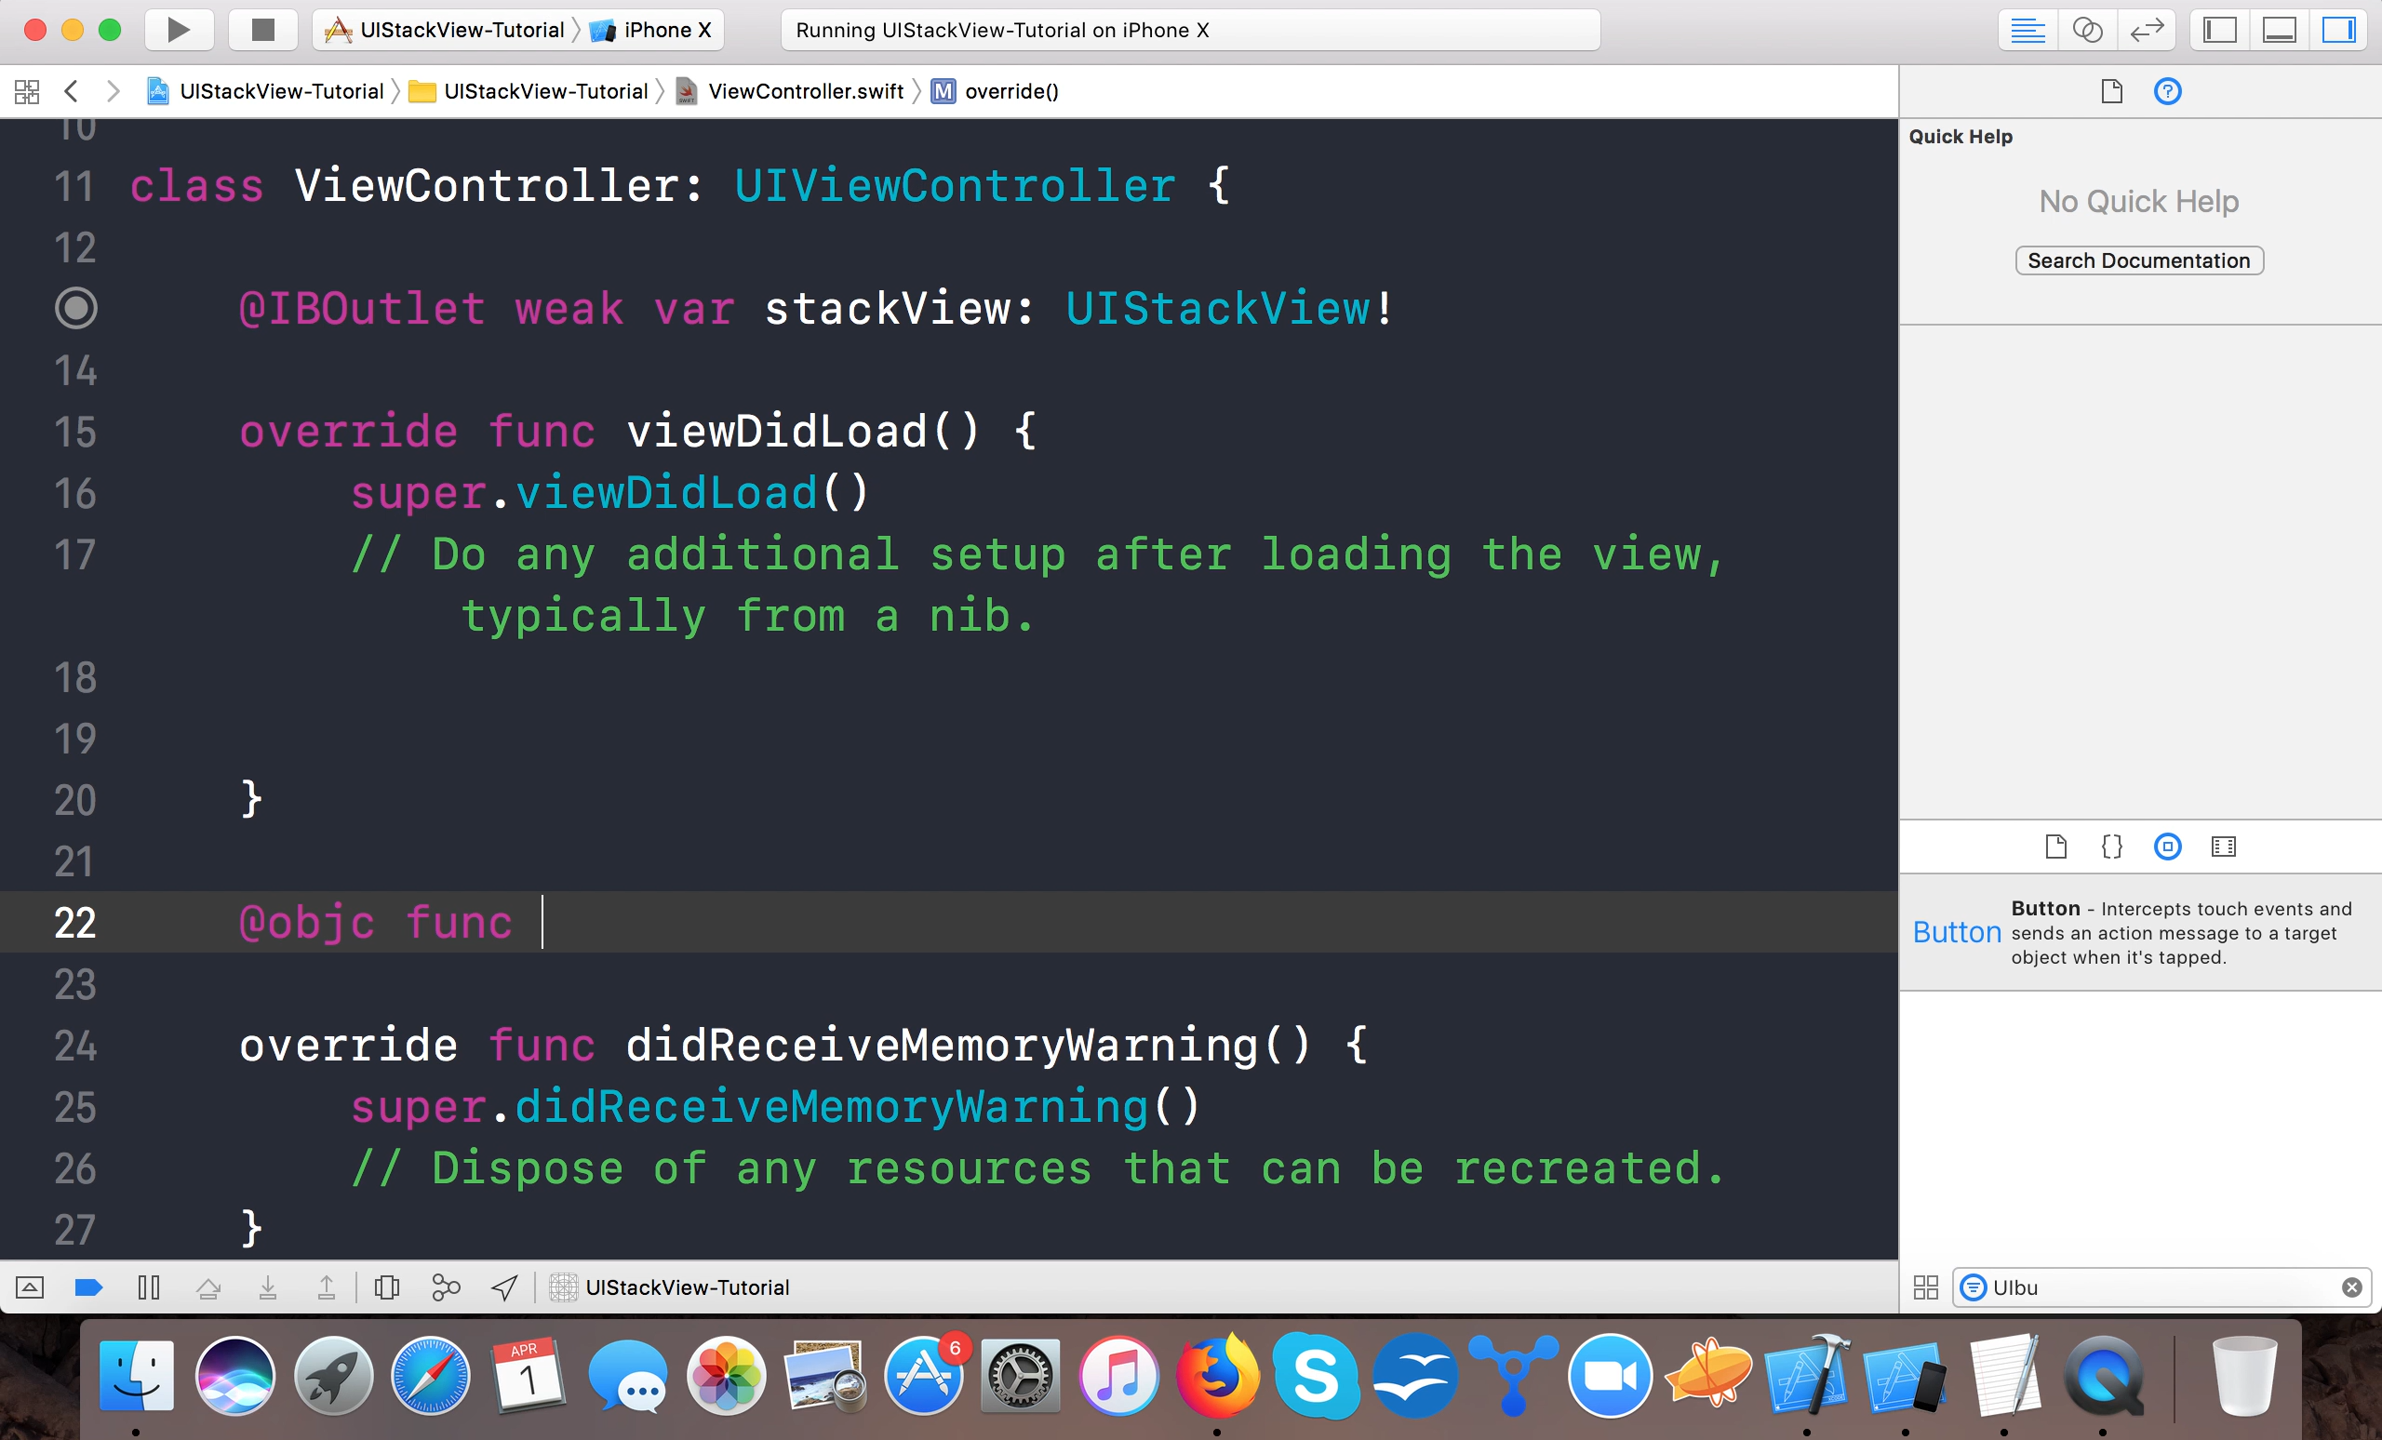 UIStackView-Tutorial iPhone X Running UIStackView-Tutorial on iPhone X
UIStackView-Tutorial UIStackView-Tutorial ViewController.swift M override()
Quick Help
No Quick Help
Search Documentation
10
11 class ViewController: UIViewController {
12
@IBOutlet weak var stackView: UIStackView!
14
15 override func viewDidLoad() {
16 super.viewDidLoad()
17 // Do any additional setup after loading the view,
typically from a nib.
18
19
20 }
21
22 @objc func
23
24 override func didReceiveMemoryWarning() {
25 super.didReceiveMemoryWarning()
26 // Dispose of any resources that can be recreated.
27 }
Button
Button - Intercepts touch events and
sends an action message to a target
object when it's tapped.
UIStackView-Tutorial
UIbu
APR
1
6
S